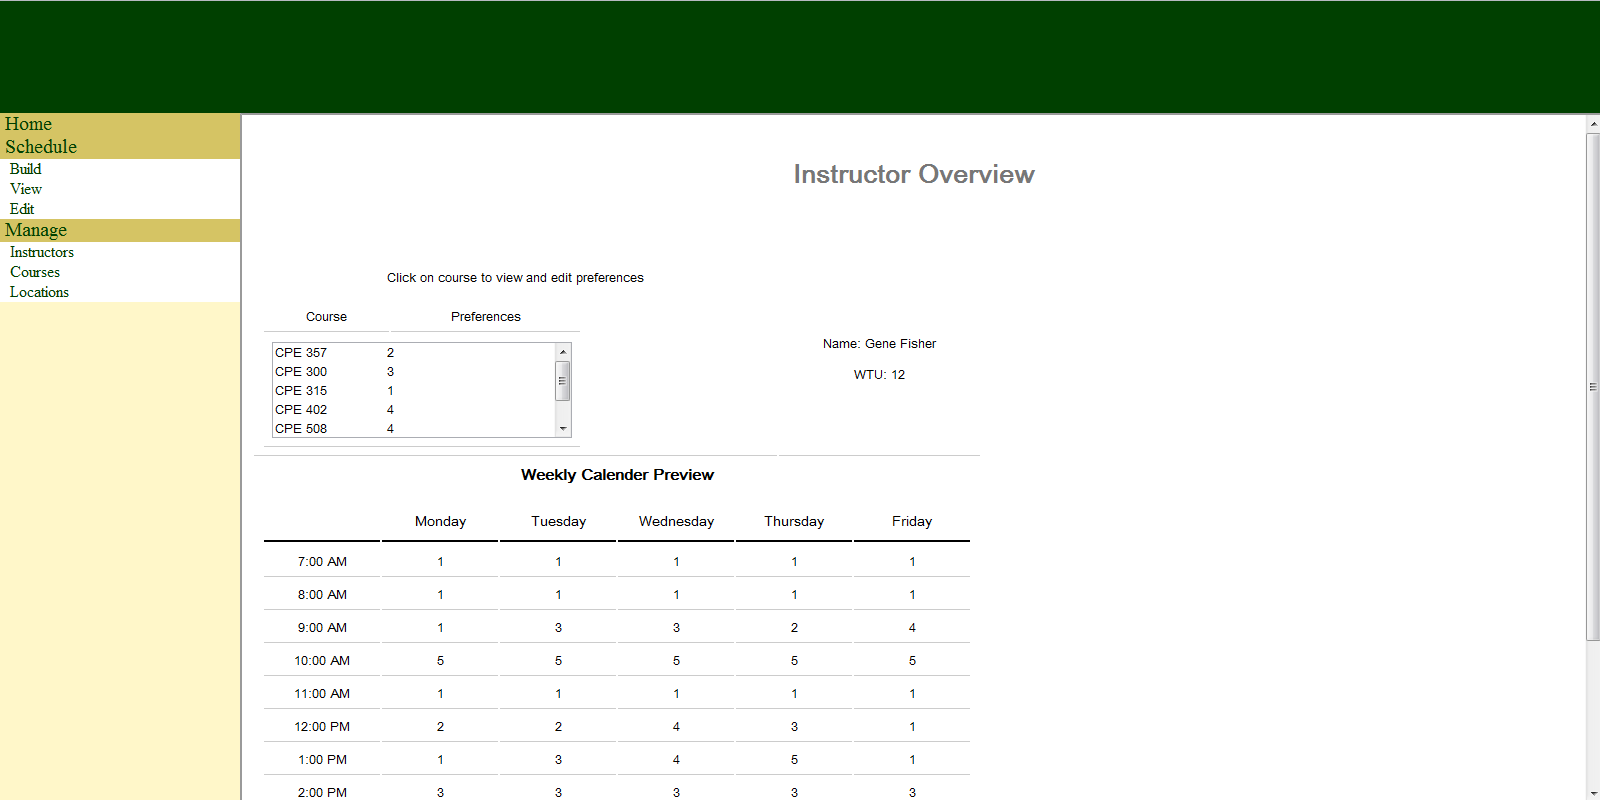 Home
Schedule
Build
View
Edit
Manage
Instructors
Courses
Locations
Instructor Overview
Click on course to view and edit preferences
Course Preferences
CPE 357 2
CPE 300 3
CPE 315 1
CPE 402 4
CPE 508 4
Name: Gene Fisher
WTU: 12
Weekly Calender Preview
Monday Tuesday Wednesday Thursday Friday
7:00 AM 1 1 1 1 1
8:00 AM 1 1 1 1 1
9:00 AM 1 3 3 2 4
10:00 AM 5 5 5 5 5
11:00 AM 1 1 1 1 1
12:00 PM 2 2 4 3 1
1:00 PM 1 3 4 5 1
2:00 PM 3 3 3 3 3